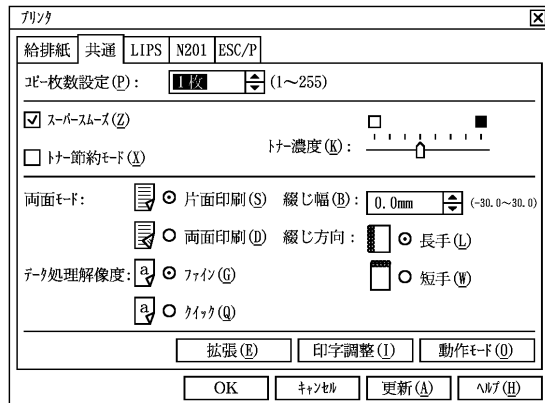 プリンタ
給排紙 共通 LIPS N201 ESC/P
ｺﾋﾟｰ枚数設定(P): 1枚 (1～255)
ｽｰﾊﾟｰｽﾑｰｽﾞ(Z)
ﾄﾅｰ濃度(K):
ﾄﾅｰ節約ﾓｰﾄﾞ(X)
両面ﾓｰﾄﾞ: 片面印刷(S) 綴じ幅(B): 0.0mm (-30.0～30.0)
両面印刷(D) 綴じ方向: 長手(L)
ﾃﾞｰﾀ処理解像度: a ﾌｧｲﾝ(G) 短手(W)
a ｸｲｯｸ(Q)
拡張(E) 印字調整(I) 動作ﾓｰﾄﾞ(O)
OK ｷｬﾝｾﾙ 更新(A) ﾍﾙﾌﾟ(H)